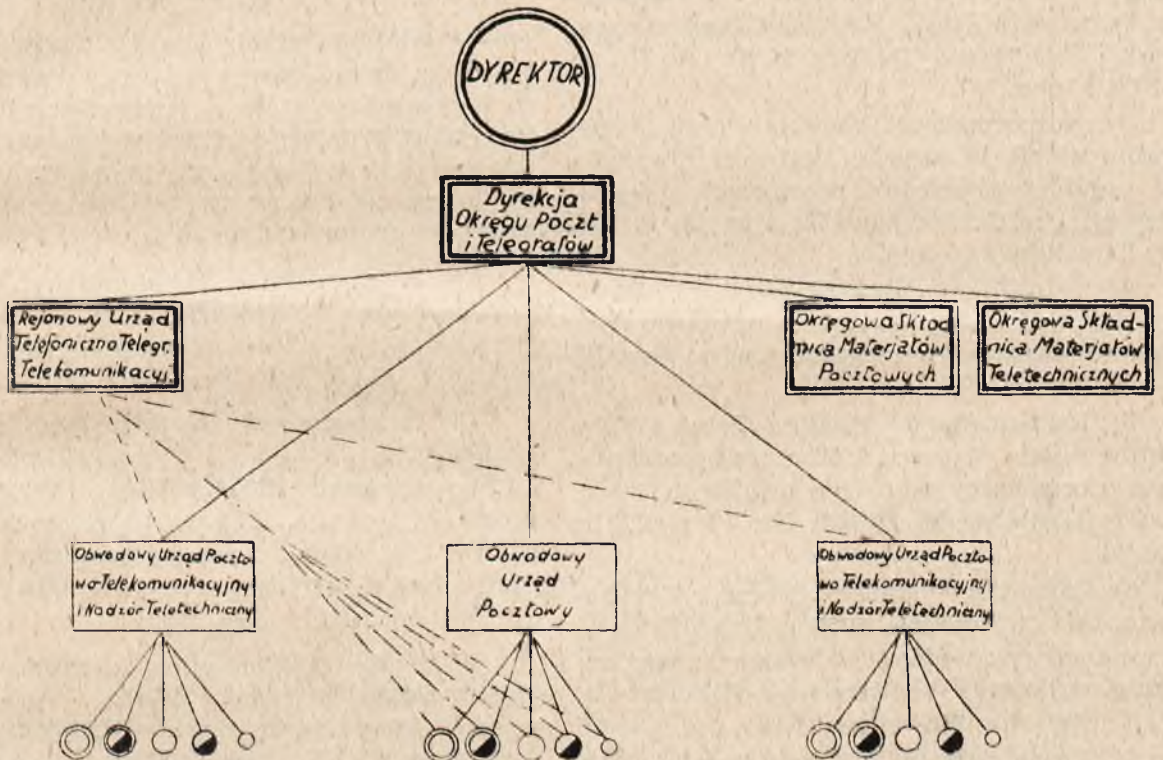 DYREKTOR
Dyrekcja
Okręgu Poczt
i Telegrafów
Rejonowy Urząd
Telefoniczno Telegr.
Telekomunikacyj.
Okręgowa Skład
nica Materjałów
Pocztowych
Okręgowa Skład-
nica Materjałów
Teletechnicznych
Obwodowy Urząd Poczto-
wo-Telekomunikacyjny
i Nadzór Teletechniczny
Obwodowy
Urząd
Pocztowy
Obwodowy Urząd Poczto-
wo Telekomunikacyjny
i Nadzór Teletechniczny